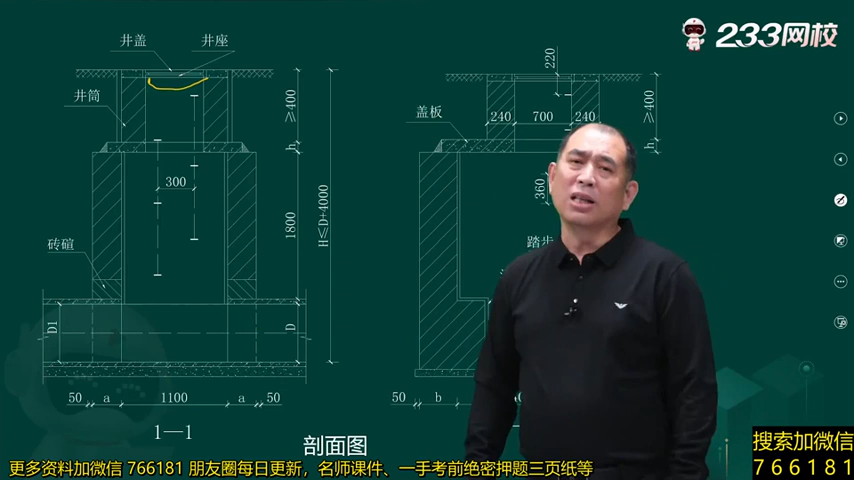 井盖
井座
233网校
井筒
≥400
h
300
1800
H≤D+4000
砖碹
D1
D
50
a
1100
a
50
1—1
220
240
700
240
盖板
≥400
h
360
踏步
50
b
剖面图
更多资料加微信 766181 朋友圈每日更新，名师课件、一手考前绝密押题三页纸等
搜索加微信
766181